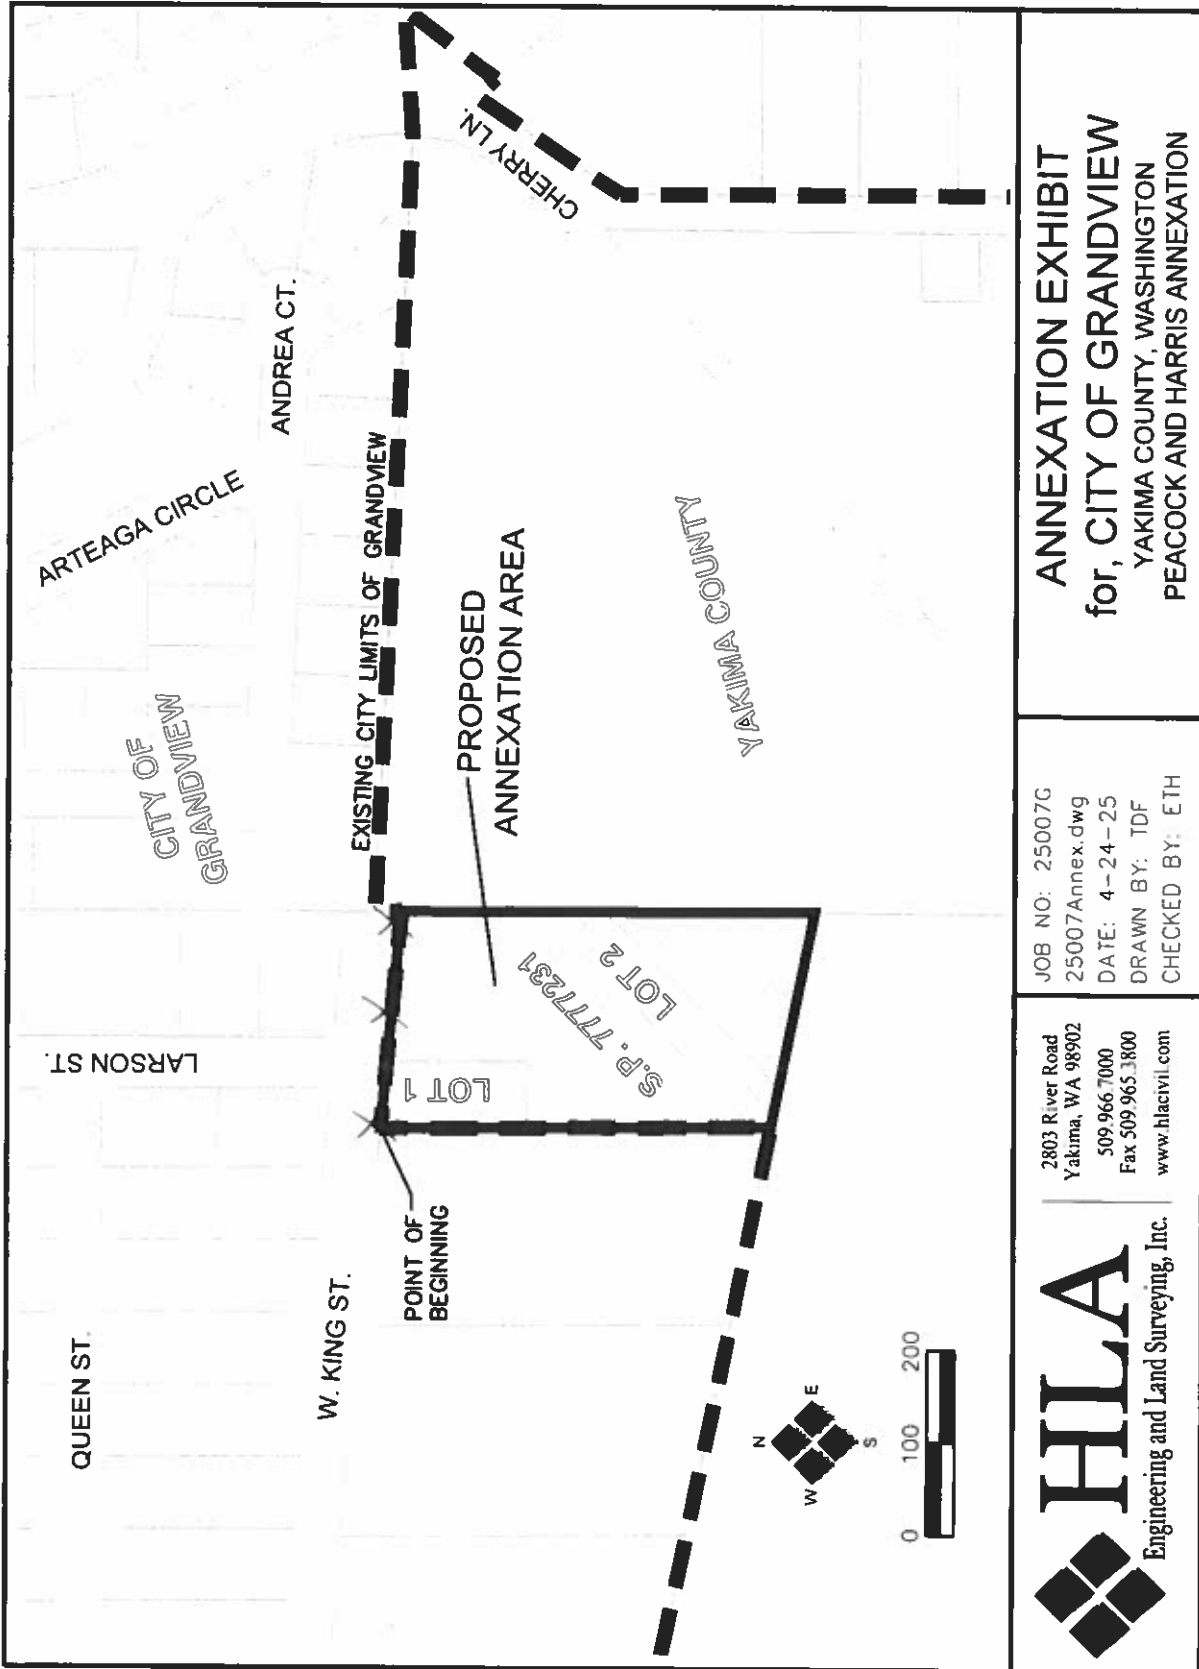 QUEEN ST.
LARSON ST.
CITY OF
GRANDVIEW
ARTEAGA CIRCLE
ANDREA CT.
W. KING ST.
EXISTING CITY LIMITS OF GRANDVIEW
CHERRY LN.
POINT OF
BEGINNING
LOT 1
PROPOSED
ANNEXATION AREA
S.P. 7777231
LOT 2
YAKIMA COUNTY
N
W
E
S
0 100 200
HLA
Engineering and Land Surveying, Inc.
2803 River Road
Yakima, WA 98902
509.966.7000
Fax 509.965.3800
www.hlacivil.com
JOB NO: 25007G
25007Annex.dwg
DATE: 4-24-25
DRAWN BY: TDF
CHECKED BY: ETH
ANNEXATION EXHIBIT
for, CITY OF GRANDVIEW
YAKIMA COUNTY, WASHINGTON
PEACOCK AND HARRIS ANNEXATION